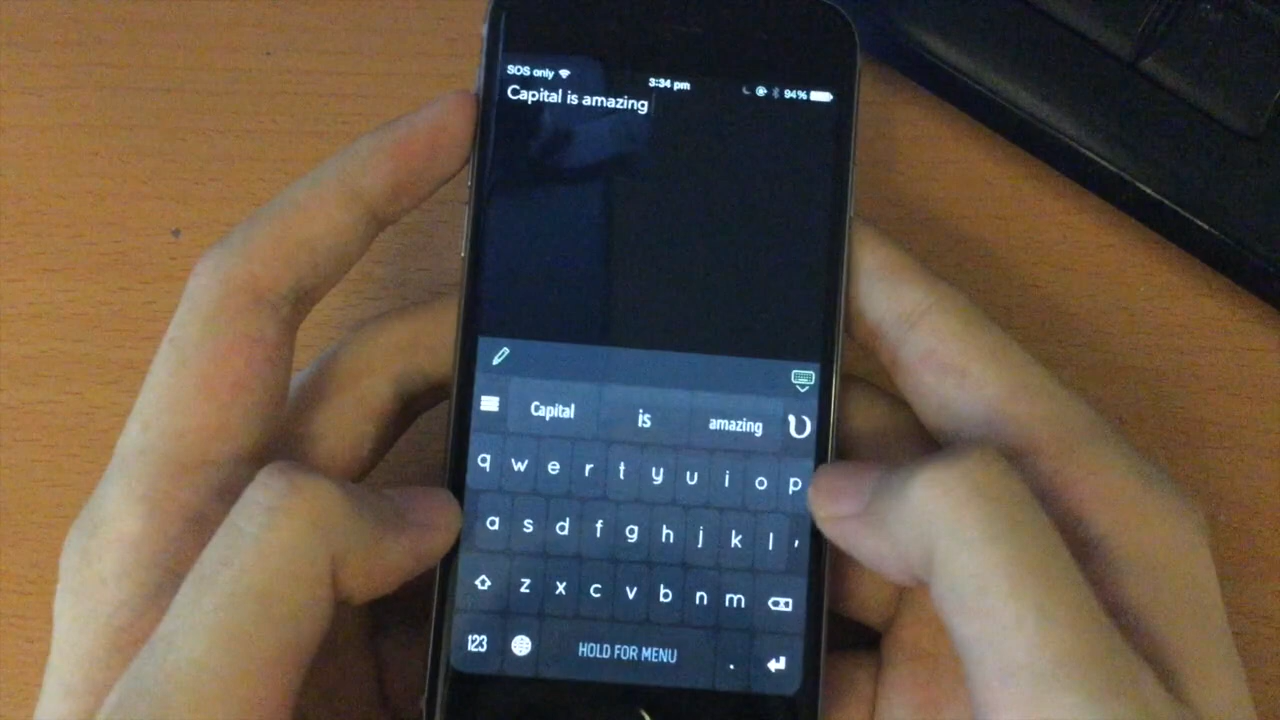 SOS only 3:34 pm 94%
Capital is amazing
Capital is amazing
q w e r t y u i o p
a s d f g h j k l '
z x c v b n m
123 HOLD FOR MENU .